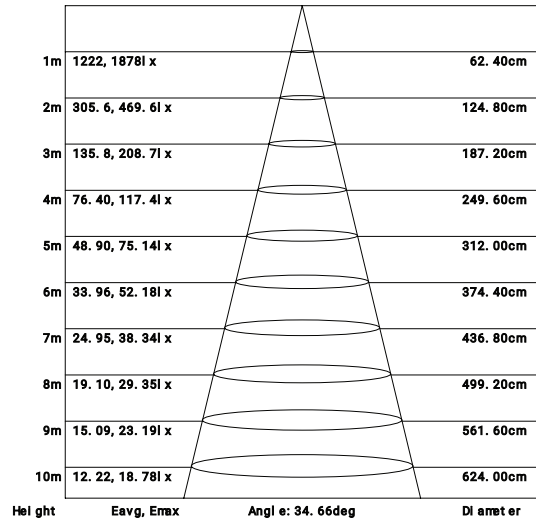 1m 1222, 1878lx 62.40cm
2m 305.6, 469.6lx 124.80cm
3m 135.8, 208.7lx 187.20cm
4m 76.40, 117.4lx 249.60cm
5m 48.90, 75.14lx 312.00cm
6m 33.96, 52.18lx 374.40cm
7m 24.95, 38.34lx 436.80cm
8m 19.10, 29.35lx 499.20cm
9m 15.09, 23.19lx 561.60cm
10m 12.22, 18.78lx 624.00cm
Height Eavg, Emax Angle: 34.66deg Diameter